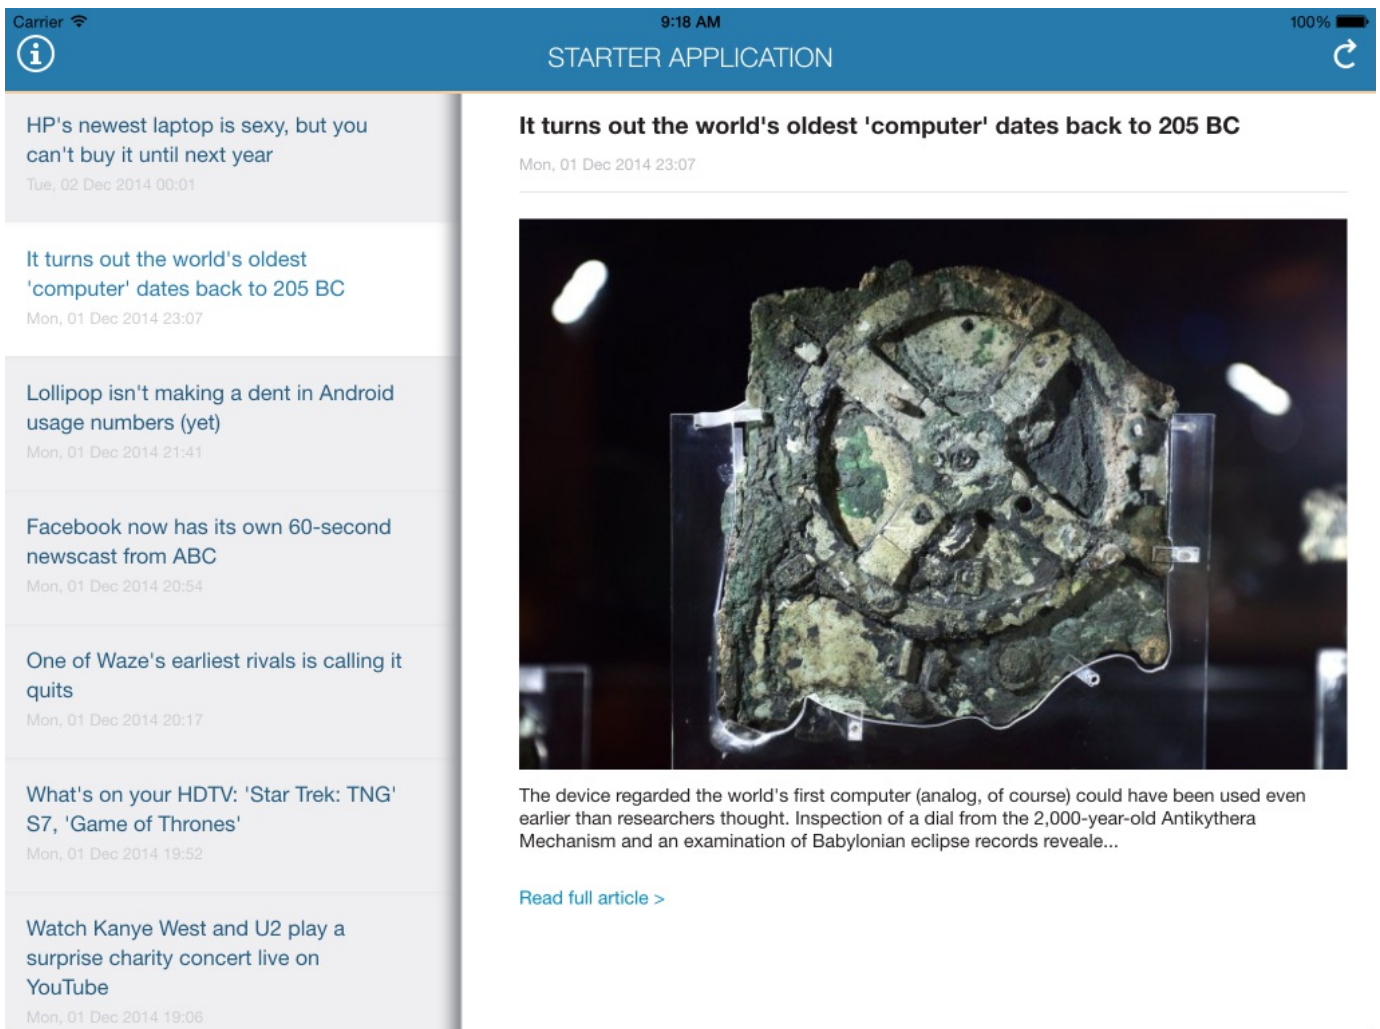 Carrier
9:18 AM
100%
STARTER APPLICATION
HP's newest laptop is sexy, but you
can't buy it until next year
Tue, 02 Dec 2014 00:01
It turns out the world's oldest
'computer' dates back to 205 BC
Mon, 01 Dec 2014 23:07
Lollipop isn't making a dent in Android
usage numbers (yet)
Mon, 01 Dec 2014 21:41
Facebook now has its own 60-second
newscast from ABC
Mon, 01 Dec 2014 20:54
One of Waze's earliest rivals is calling it
quits
Mon, 01 Dec 2014 20:17
What's on your HDTV: 'Star Trek: TNG'
S7, 'Game of Thrones'
Mon, 01 Dec 2014 19:52
Watch Kanye West and U2 play a
surprise charity concert live on
YouTube
Mon, 01 Dec 2014 19:06
It turns out the world's oldest 'computer' dates back to 205 BC
Mon, 01 Dec 2014 23:07
The device regarded the world's first computer (analog, of course) could have been used even
earlier than researchers thought. Inspection of a dial from the 2,000-year-old Antikythera
Mechanism and an examination of Babylonian eclipse records reveale...
Read full article >